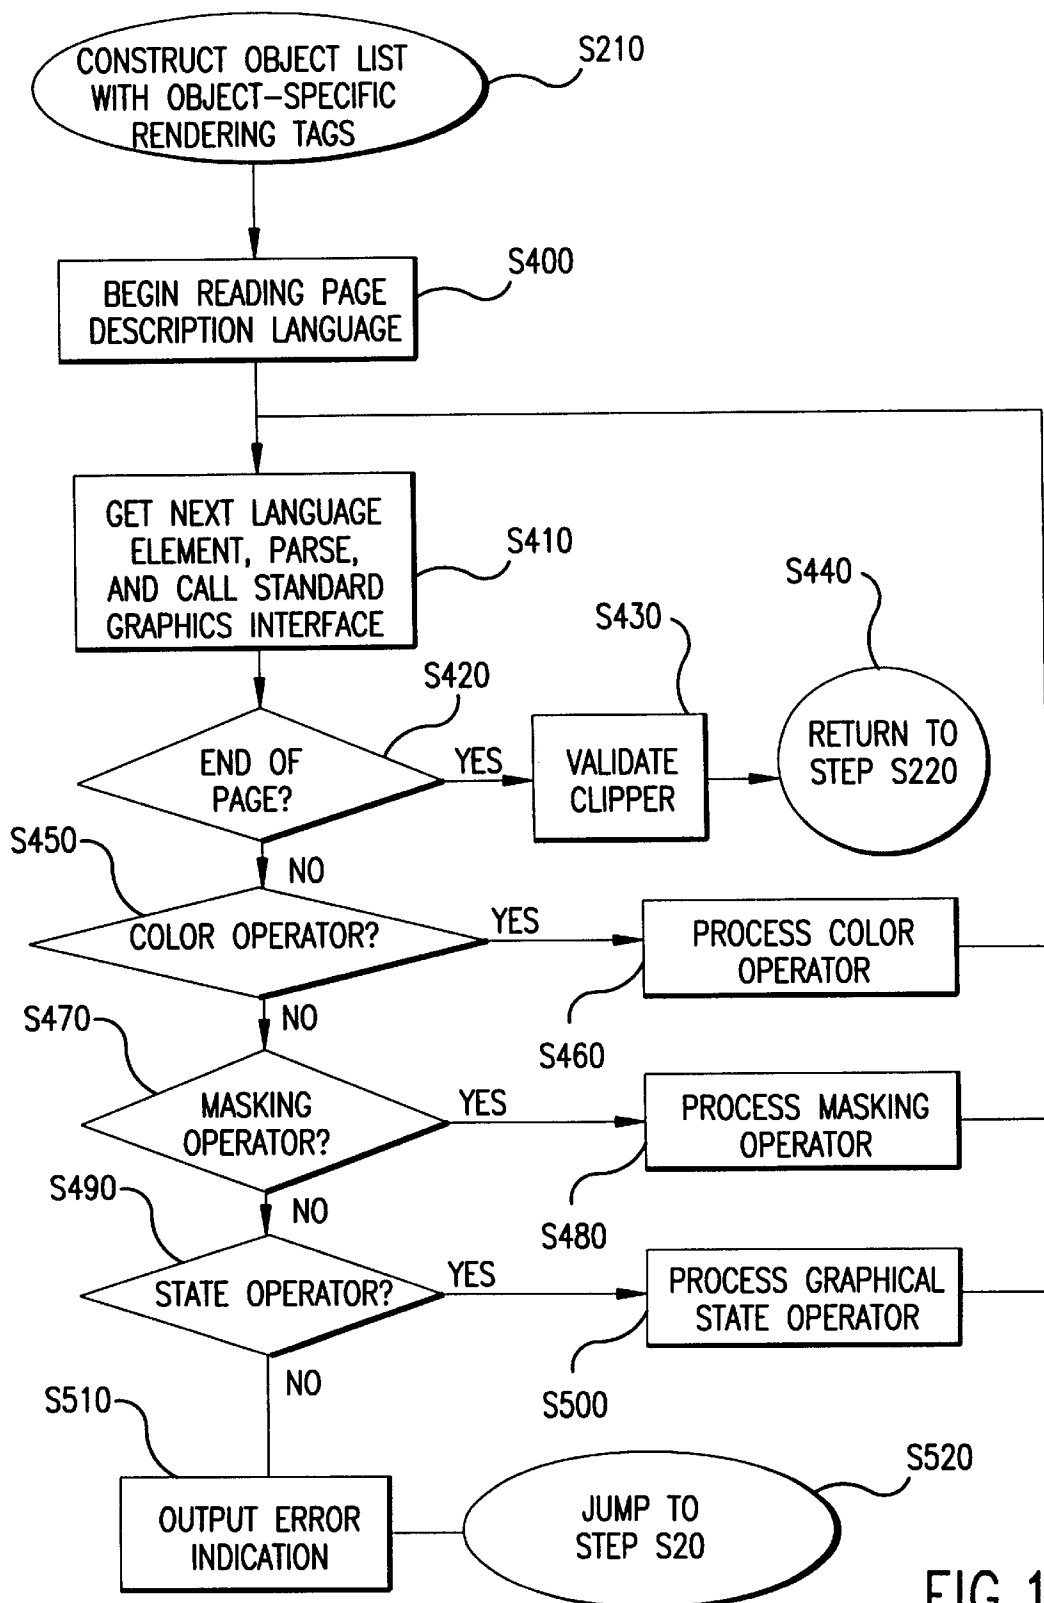 CONSTRUCT OBJECT LIST
WITH OBJECT-SPECIFIC
RENDERING TAGS
S210
BEGIN READING PAGE
DESCRIPTION LANGUAGE
S400
GET NEXT LANGUAGE
ELEMENT, PARSE,
AND CALL STANDARD
GRAPHICS INTERFACE
S410
S420
END OF
PAGE?
YES
S430
VALIDATE
CLIPPER
S440
RETURN TO
STEP S220
NO
S450
COLOR OPERATOR?
YES
PROCESS COLOR
OPERATOR
S460
NO
S470
MASKING
OPERATOR?
YES
PROCESS MASKING
OPERATOR
S480
NO
S490
STATE OPERATOR?
YES
PROCESS GRAPHICAL
STATE OPERATOR
S500
NO
S510
OUTPUT ERROR
INDICATION
JUMP TO
STEP S20
S520
FIG.1